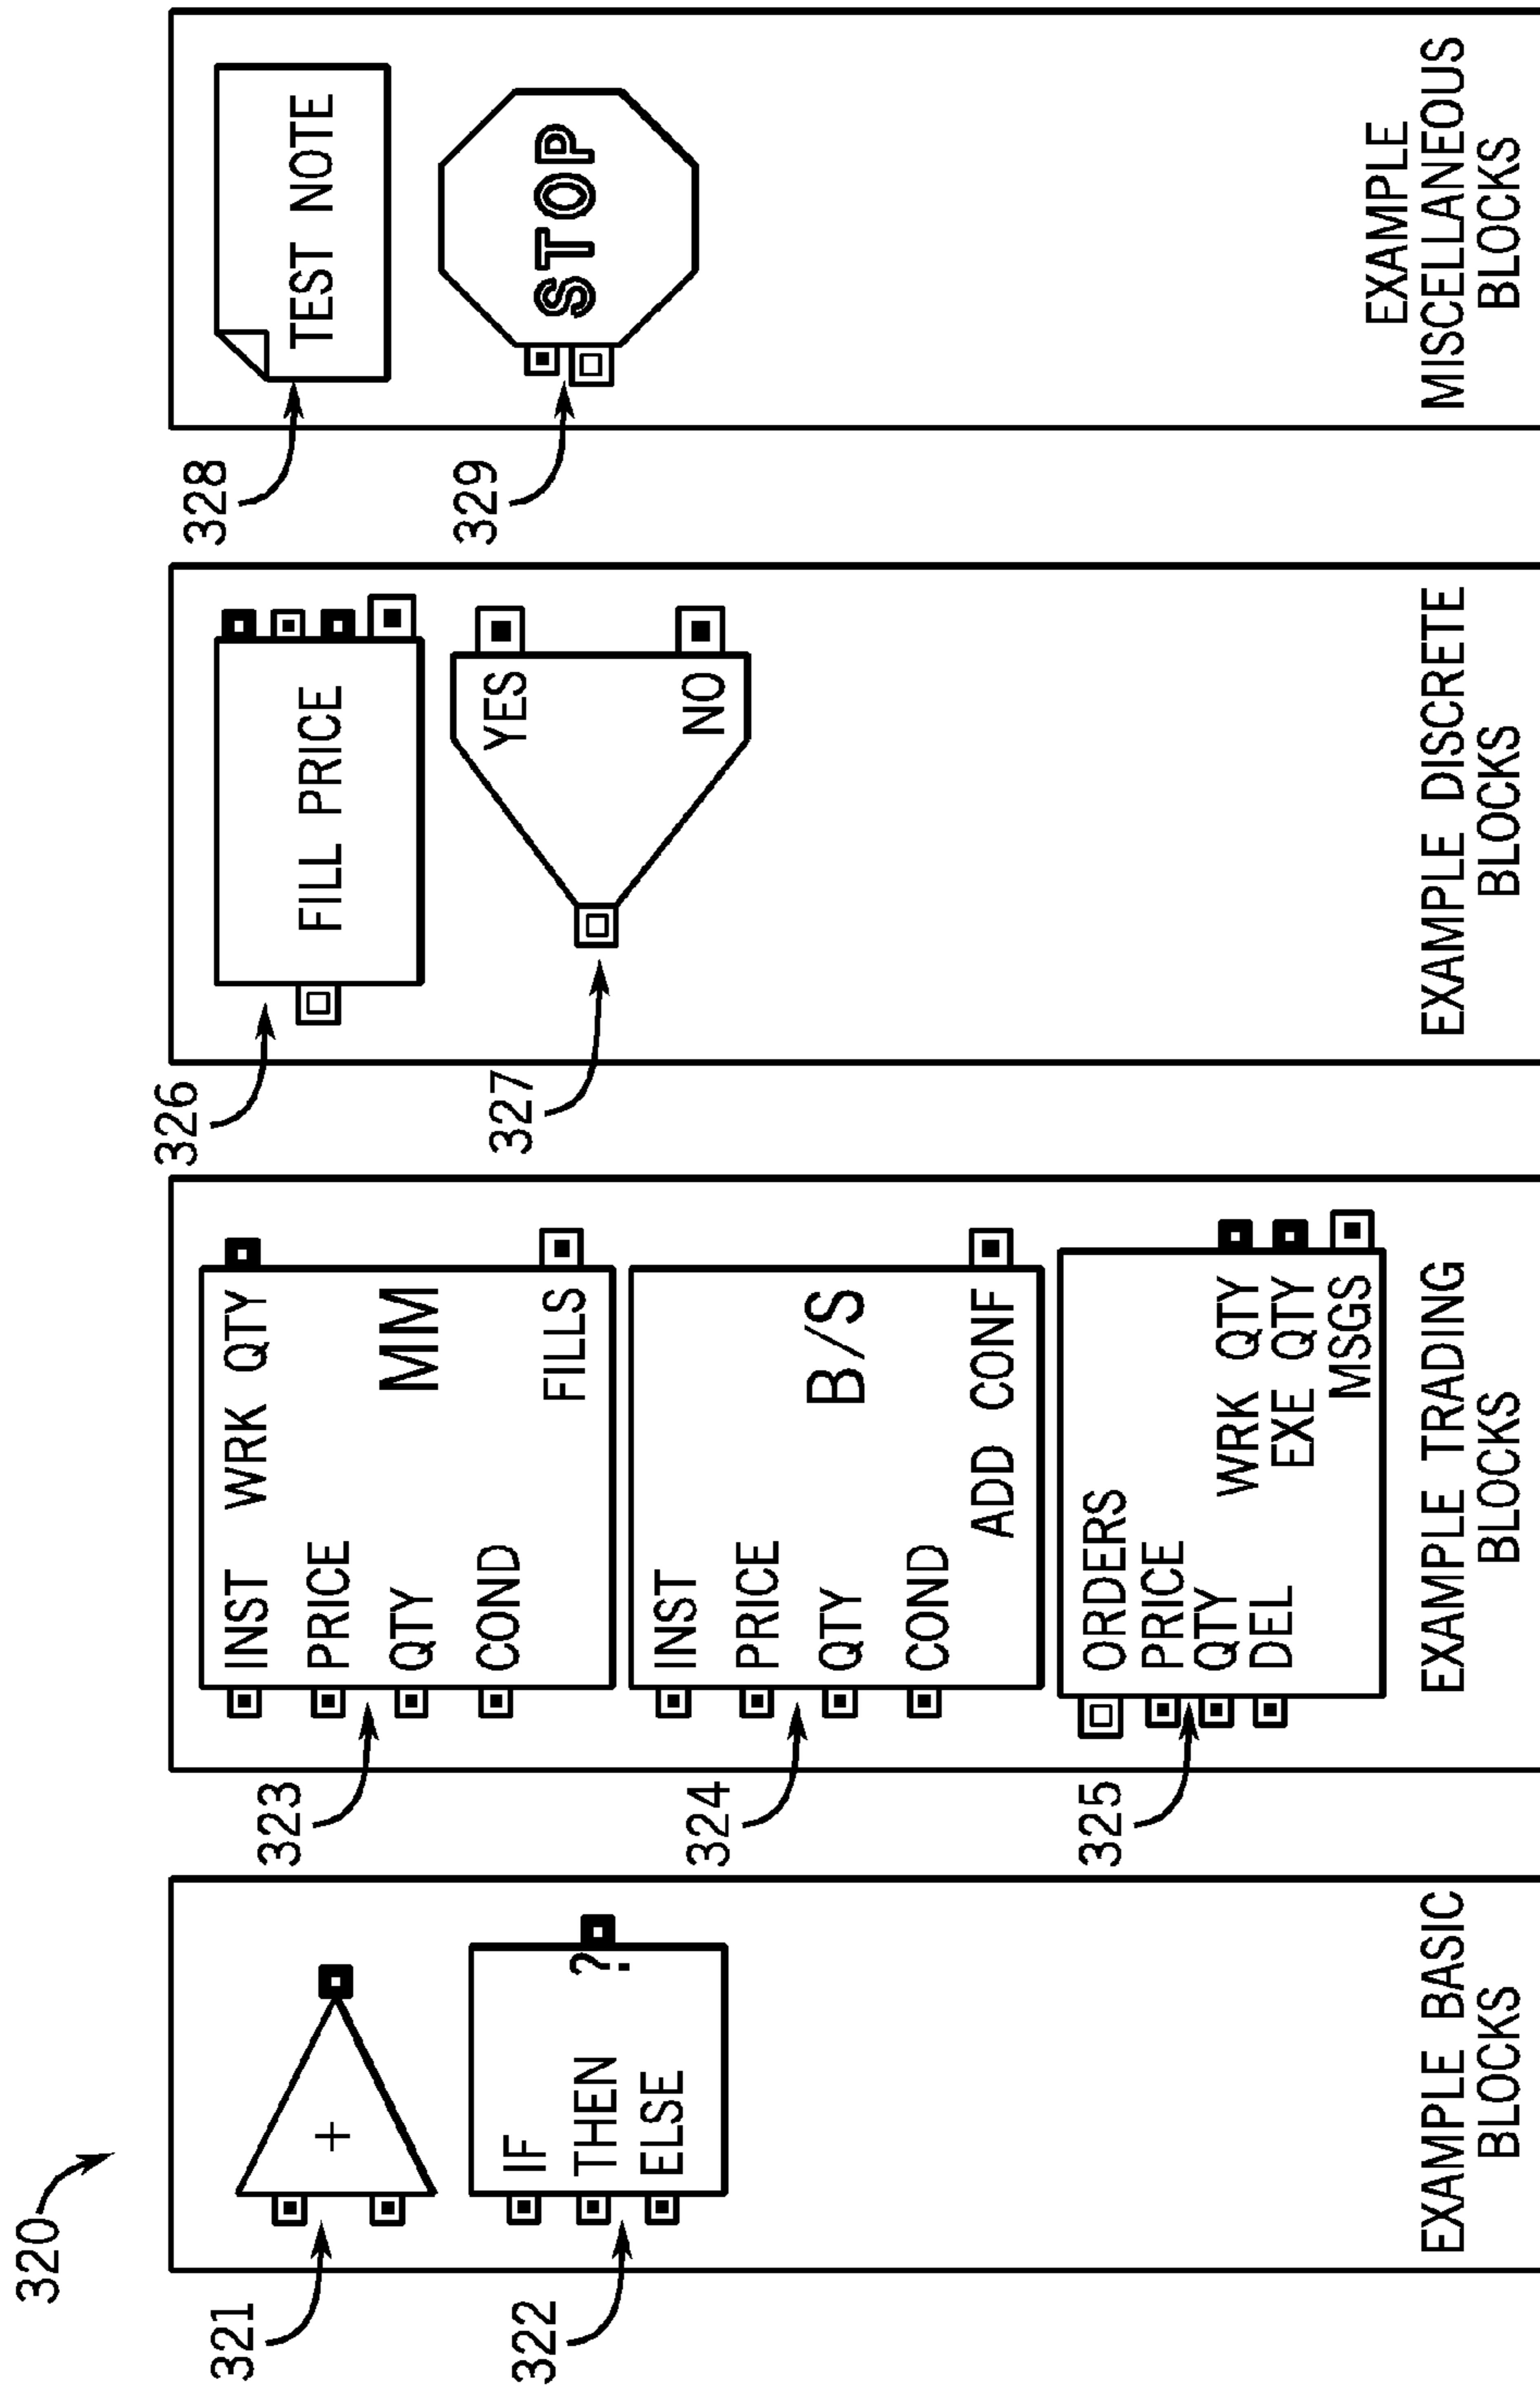 320
321
+
322
IF
THEN ?
ELSE
EXAMPLE BASIC
BLOCKS
323
INST WRK QTY
PRICE
MM
QTY
COND
FILLS
324
INST
PRICE
B/S
QTY
COND
ADD CONF
325
ORDERS
PRICE
QTY
WRK QTY
DEL
EXE QTY
MSGS
EXAMPLE TRADING
BLOCKS
326
FILL PRICE
327
YES
NO
EXAMPLE DISCRETE
BLOCKS
328
TEST NOTE
329
STOP
EXAMPLE
MISCELLANEOUS
BLOCKS